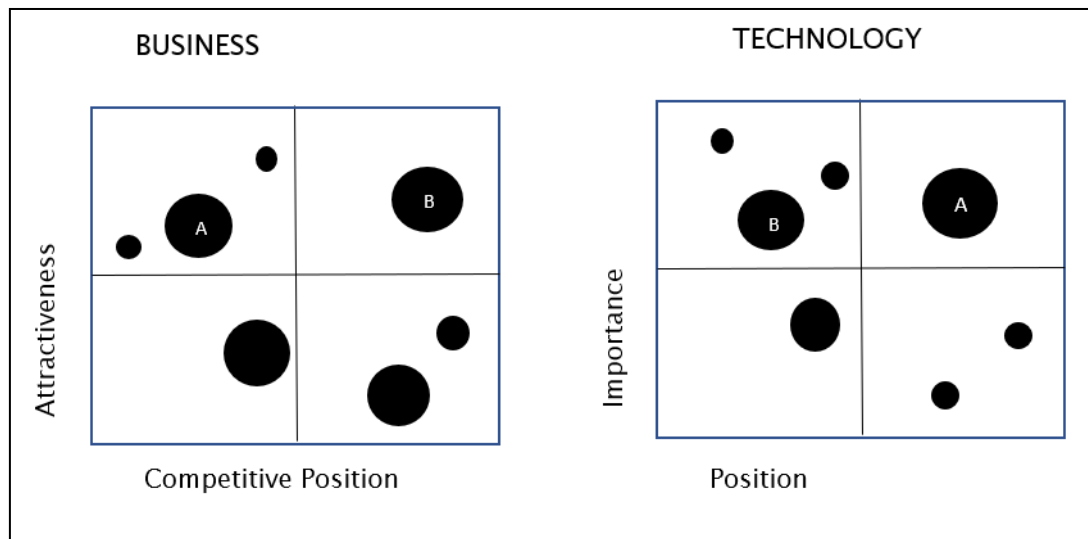 BUSINESS
TECHNOLOGY
A
B
B
A
Attractiveness
Importance
Competitive Position
Position